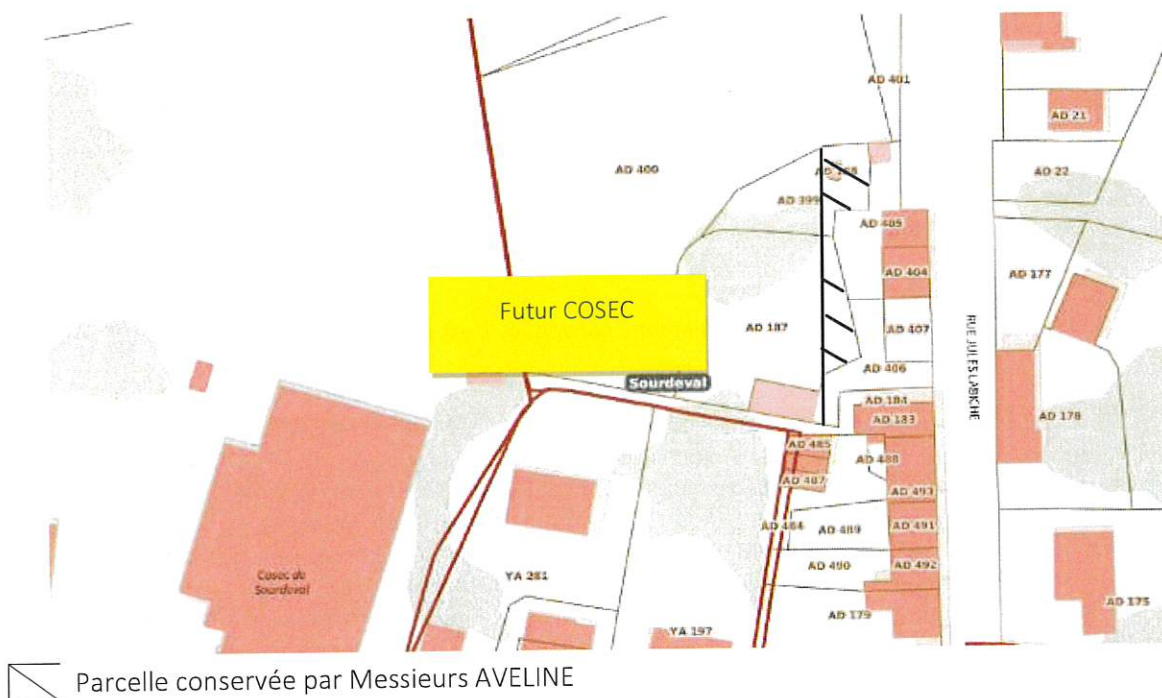 AD 401
AD 21
AD 400
AD 22
AD 399
AD 405
AD 404
AD 177
Futur COSEC
AD 187
AD 407
RUE JULES LABICHE
AD 406
Sourdeval
AD 184
AD 183
AD 178
AD 485
AD 488
AD 487
AD 493
AD 484
AD 489
AD 491
AD 490
AD 492
Cosec de
Sourdeval
YA 281
AD 175
AD 179
YA 197
Parcelle conservée par Messieurs AVELINE